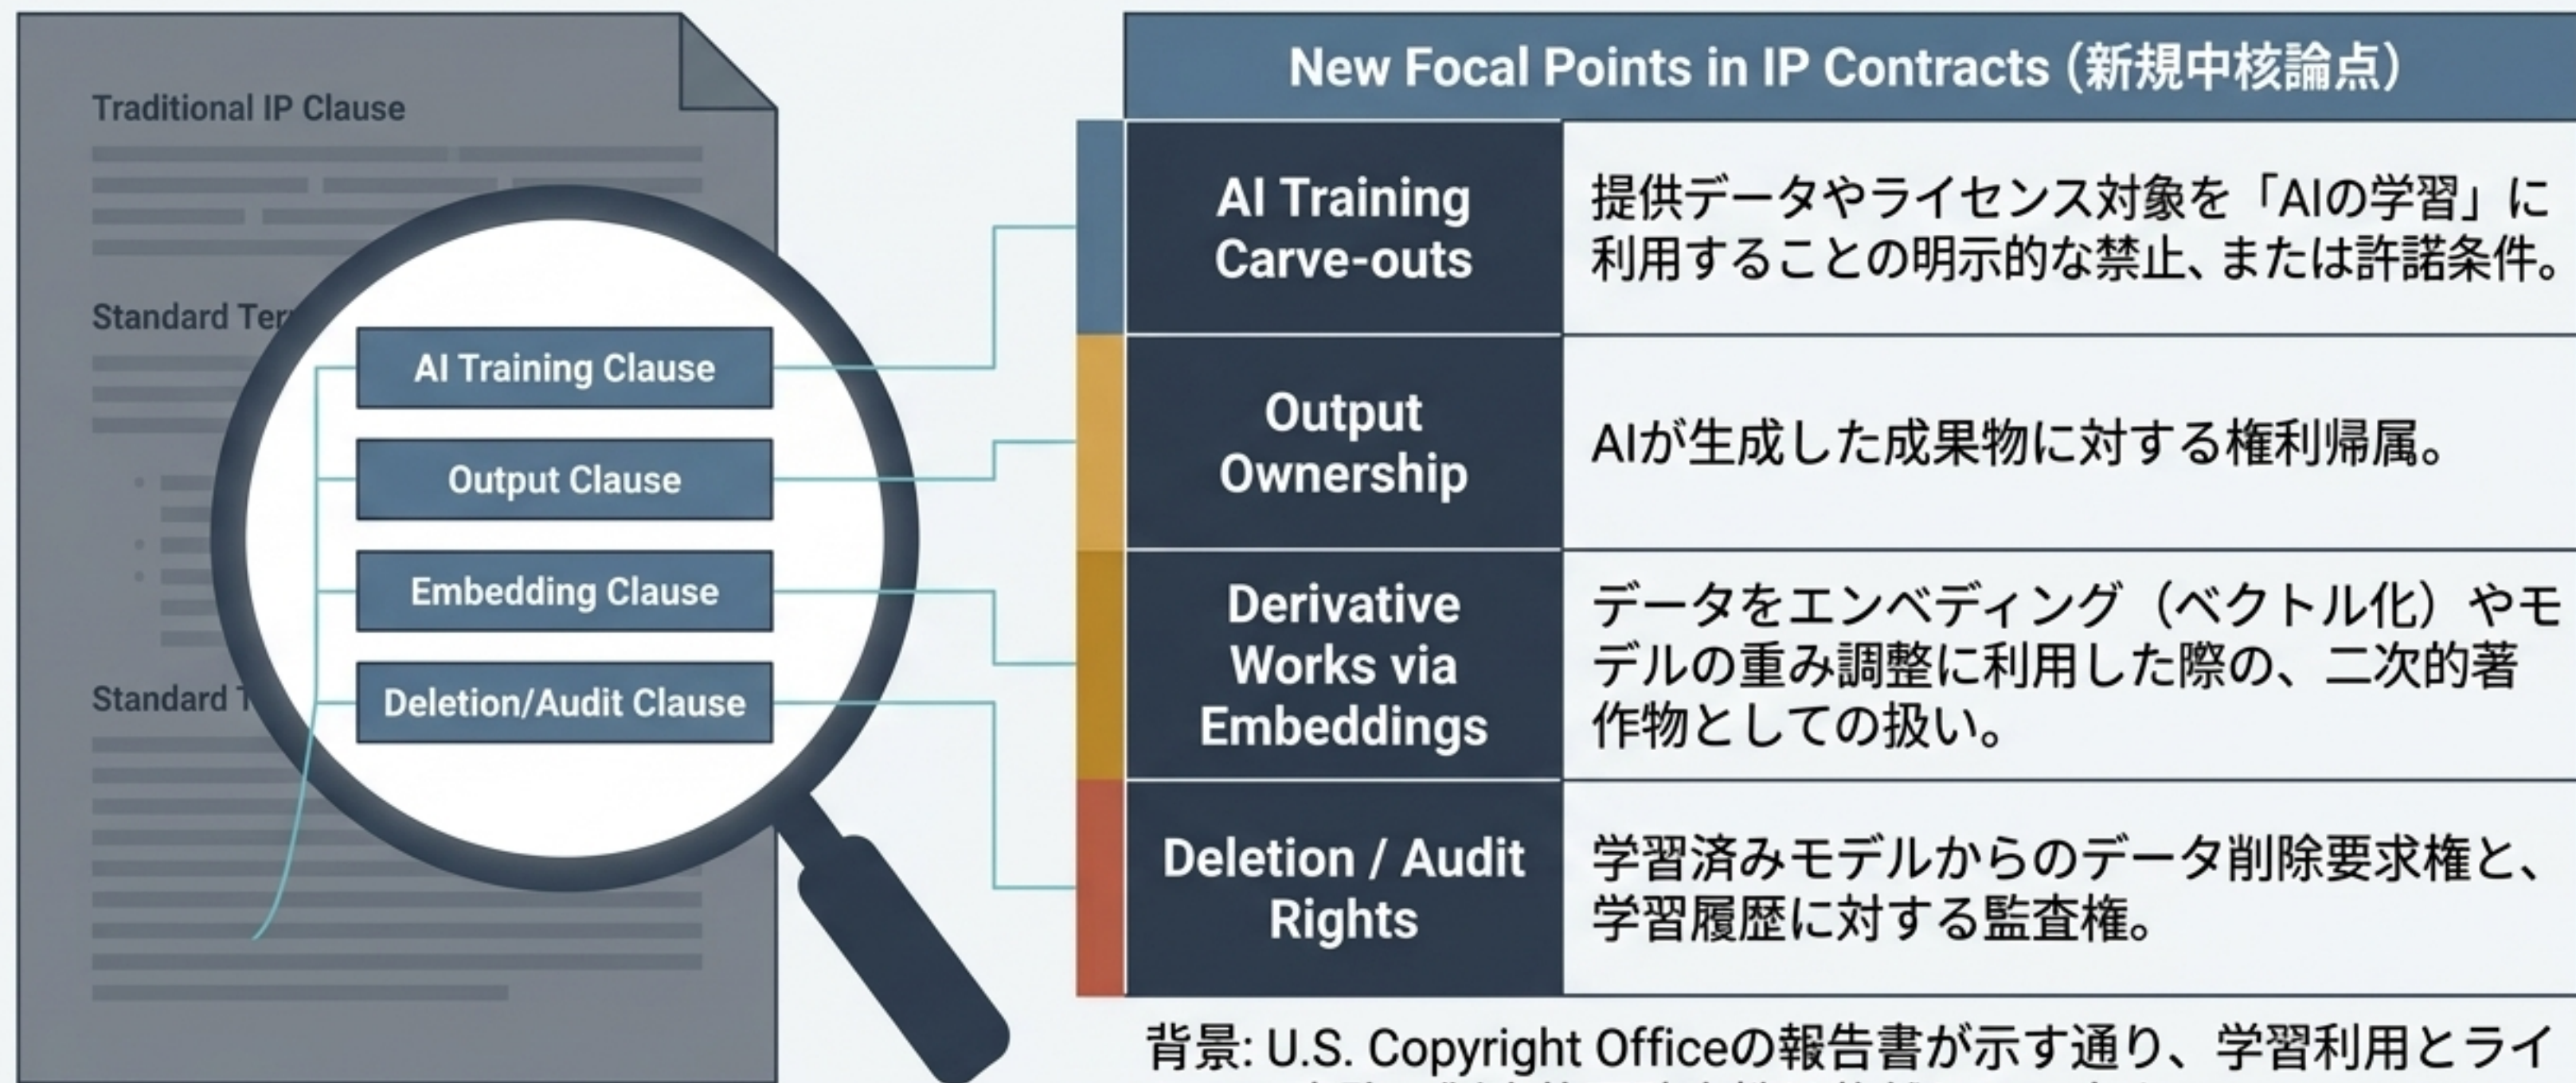 Traditional IP Clause
Standard Ter
AI Training Clause
Output Clause
Embedding Clause
Standard T
Deletion/Audit Clause
New Focal Points in IP Contracts (新規中核論点)
AI Training
Carve-outs
提供データやライセンス対象を「AIの学習」に
利用することの明示的な禁止、または許諾条件。
Output
Ownership
AIが生成した成果物に対する権利帰属。
Derivative
Works via
Embeddings
データをエンベディング（ベクトル化）やモ
デルの重み調整に利用した際の、二次的著
作物としての扱い。
Deletion / Audit
Rights
学習済みモデルからのデータ削除要求権と、
学習履歴に対する監査権。
背景: U.S. Copyright Officeの報告書が示す通り、学習利用とライ